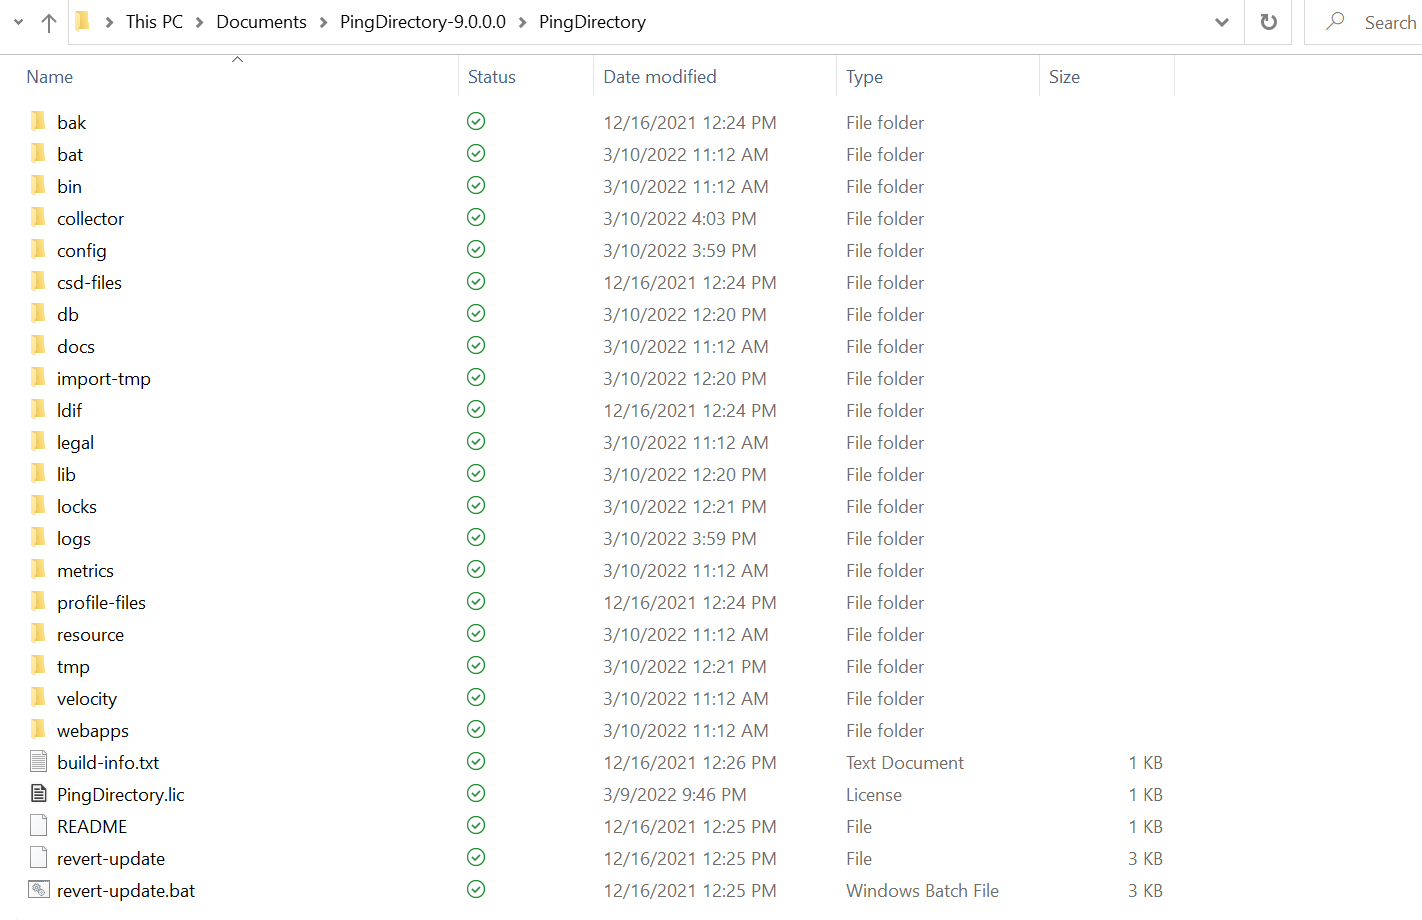 This PC > Documents > PingDirectory-9.0.0.0 > PingDirectory Search
Name Status Date modified Type Size
bak 12/16/2021 12:24 PM File folder
bat 3/10/2022 11:12 AM File folder
bin 3/10/2022 11:12 AM File folder
collector 3/10/2022 4:03 PM File folder
config 3/10/2022 3:59 PM File folder
csd-files 12/16/2021 12:24 PM File folder
db 3/10/2022 12:20 PM File folder
docs 3/10/2022 11:12 AM File folder
import-tmp 3/10/2022 12:20 PM File folder
ldif 12/16/2021 12:24 PM File folder
legal 3/10/2022 11:12 AM File folder
lib 3/10/2022 12:20 PM File folder
locks 3/10/2022 12:21 PM File folder
logs 3/10/2022 3:59 PM File folder
metrics 3/10/2022 11:12 AM File folder
profile-files 12/16/2021 12:24 PM File folder
resource 3/10/2022 11:12 AM File folder
tmp 3/10/2022 12:21 PM File folder
velocity 3/10/2022 11:12 AM File folder
webapps 3/10/2022 11:12 AM File folder
build-info.txt 12/16/2021 12:26 PM Text Document 1 KB
PingDirectory.lic 3/9/2022 9:46 PM License 1 KB
README 12/16/2021 12:25 PM File 1 KB
revert-update 12/16/2021 12:25 PM File 3 KB
revert-update.bat 12/16/2021 12:25 PM Windows Batch File 3 KB